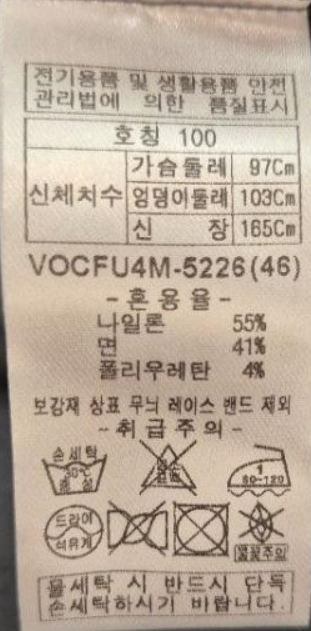 전기용품 및 생활용품 안전
관리법에 의한 품질표시
호칭 100
신체치수
가슴둘레 97Cm
엉덩이둘레 103Cm
신 장 165Cm
VOCFU4M-5226(46)
-혼용율-
나일론 55%
면 41%
폴리우레탄 4%
보강재 상표 무늬 레이스 밴드 제외
-취급주의-
손세탁
30℃
중성
1
80-120
드라이
석유계
불꽃주의
물세탁 시 반드시 단독
손세탁하시기 바랍니다.